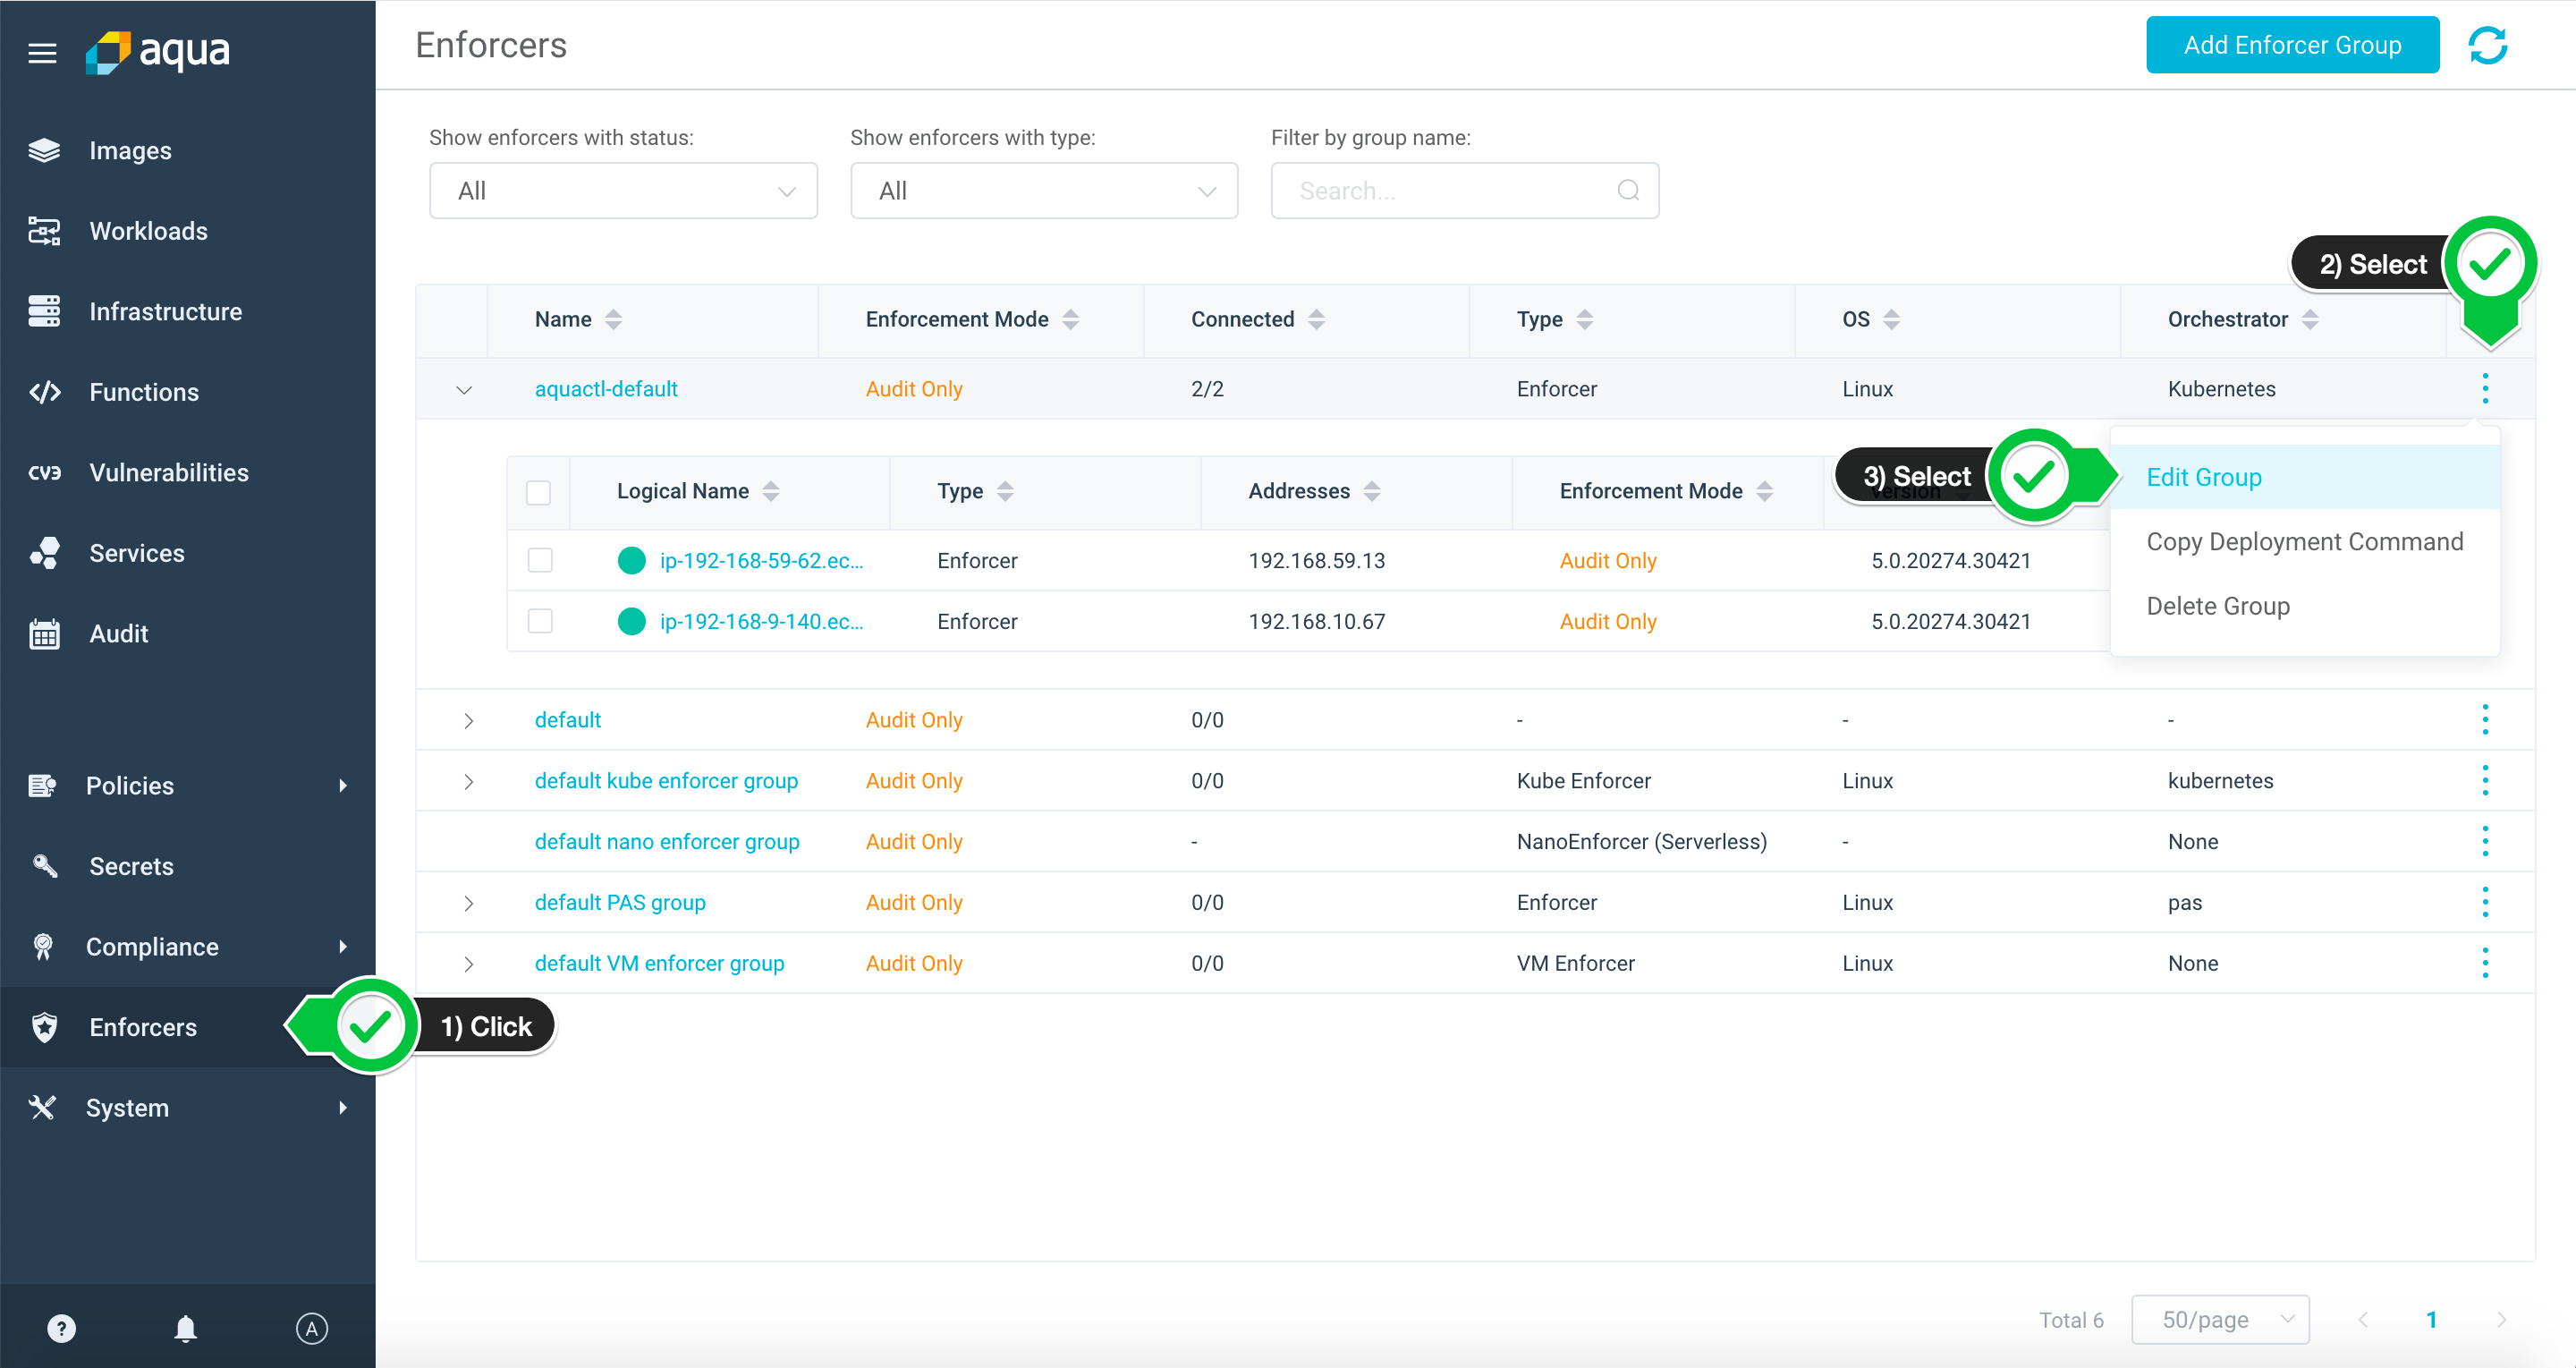 aqua
Enforcers
Add Enforcer Group
Images
Workloads
Infrastructure
Functions
CV3 Vulnerabilities
Services
Audit
Policies
Secrets
Compliance
Enforcers
System
?
A
Show enforcers with status:
All
Show enforcers with type:
All
Filter by group name:
Search...
2) Select
Name Enforcement Mode Connected Type OS Orchestrator
aquactl-default Audit Only 2/2 Enforcer Linux Kubernetes
3) Select
Edit Group
Copy Deployment Command
Delete Group
Logical Name Type Addresses Enforcement Mode Version
ip-192-168-59-62.ec... Enforcer 192.168.59.13 Audit Only 5.0.20274.30421
ip-192-168-9-140.ec... Enforcer 192.168.10.67 Audit Only 5.0.20274.30421
default Audit Only 0/0 - - -
default kube enforcer group Audit Only 0/0 Kube Enforcer Linux kubernetes
default nano enforcer group Audit Only - NanoEnforcer (Serverless) - None
default PAS group Audit Only 0/0 Enforcer Linux pas
default VM enforcer group Audit Only 0/0 VM Enforcer Linux None
1) Click
Total 6 50/page 1